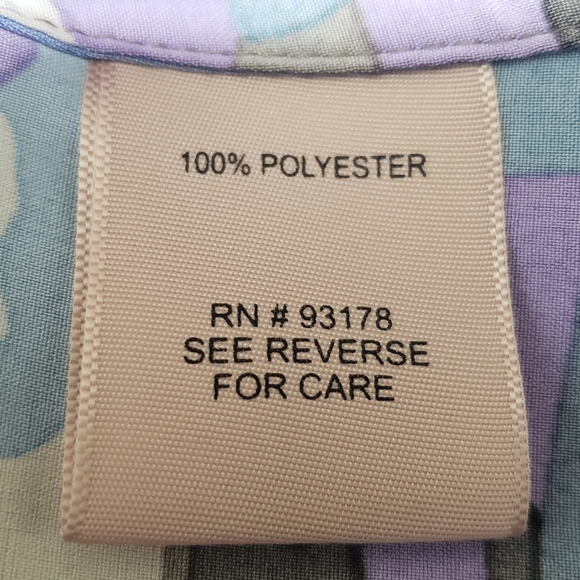 100% POLYESTER
RN # 93178
SEE REVERSE
FOR CARE